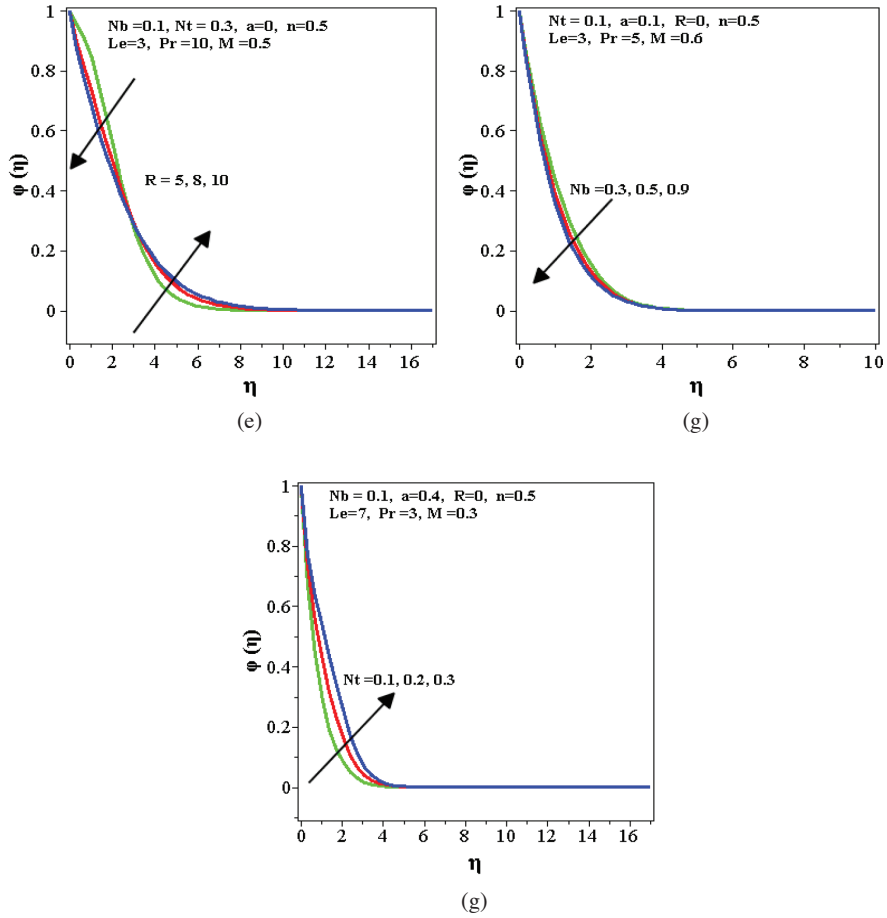 Nb =0.1, Nt = 0.3, a=0, n=0.5
Le=3, Pr =10, M =0.5
R = 5, 8, 10
φ (η)
1
0.8
0.6
0.4
0.2
0
0 2 4 6 8 10 12 14 16
η
(e)
Nt = 0.1, a=0.1, R=0, n=0.5
Le=3, Pr =5, M =0.6
Nb =0.3, 0.5, 0.9
φ (η)
1
0.8
0.6
0.4
0.2
0
0 2 4 6 8 10
η
(g)
Nb = 0.1, a=0.4, R=0, n=0.5
Le=7, Pr =3, M =0.3
Nt =0.1, 0.2, 0.3
φ (η)
1
0.8
0.6
0.4
0.2
0
0 2 4 6 8 10 12 14 16
η
(g)